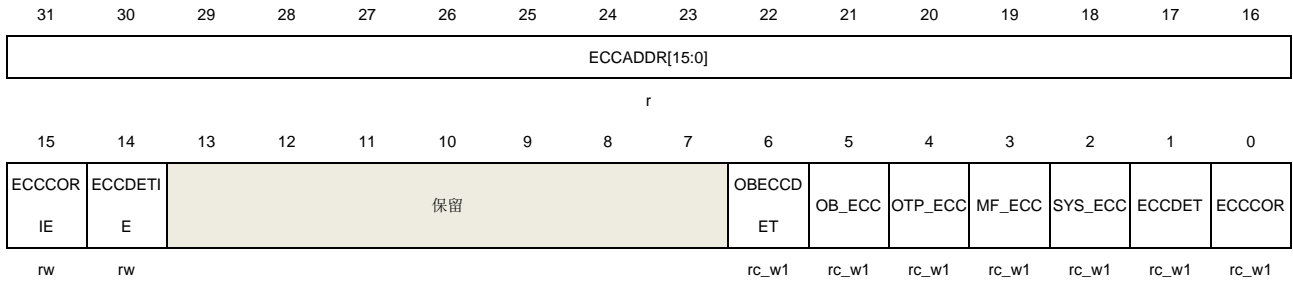 31 30 29 28 27 26 25 24 23 22 21 20 19 18 17 16
ECCADDR[15:0]
r
15 14 13 12 11 10 9 8 7 6 5 4 3 2 1 0
ECCCOR ECCDETI 保留 OBECCD OB_ECC OTP_ECC MF_ECC SYS_ECC ECCDET ECCCOR
IE E ET
rw rw rc_w1 rc_w1 rc_w1 rc_w1 rc_w1 rc_w1 rc_w1